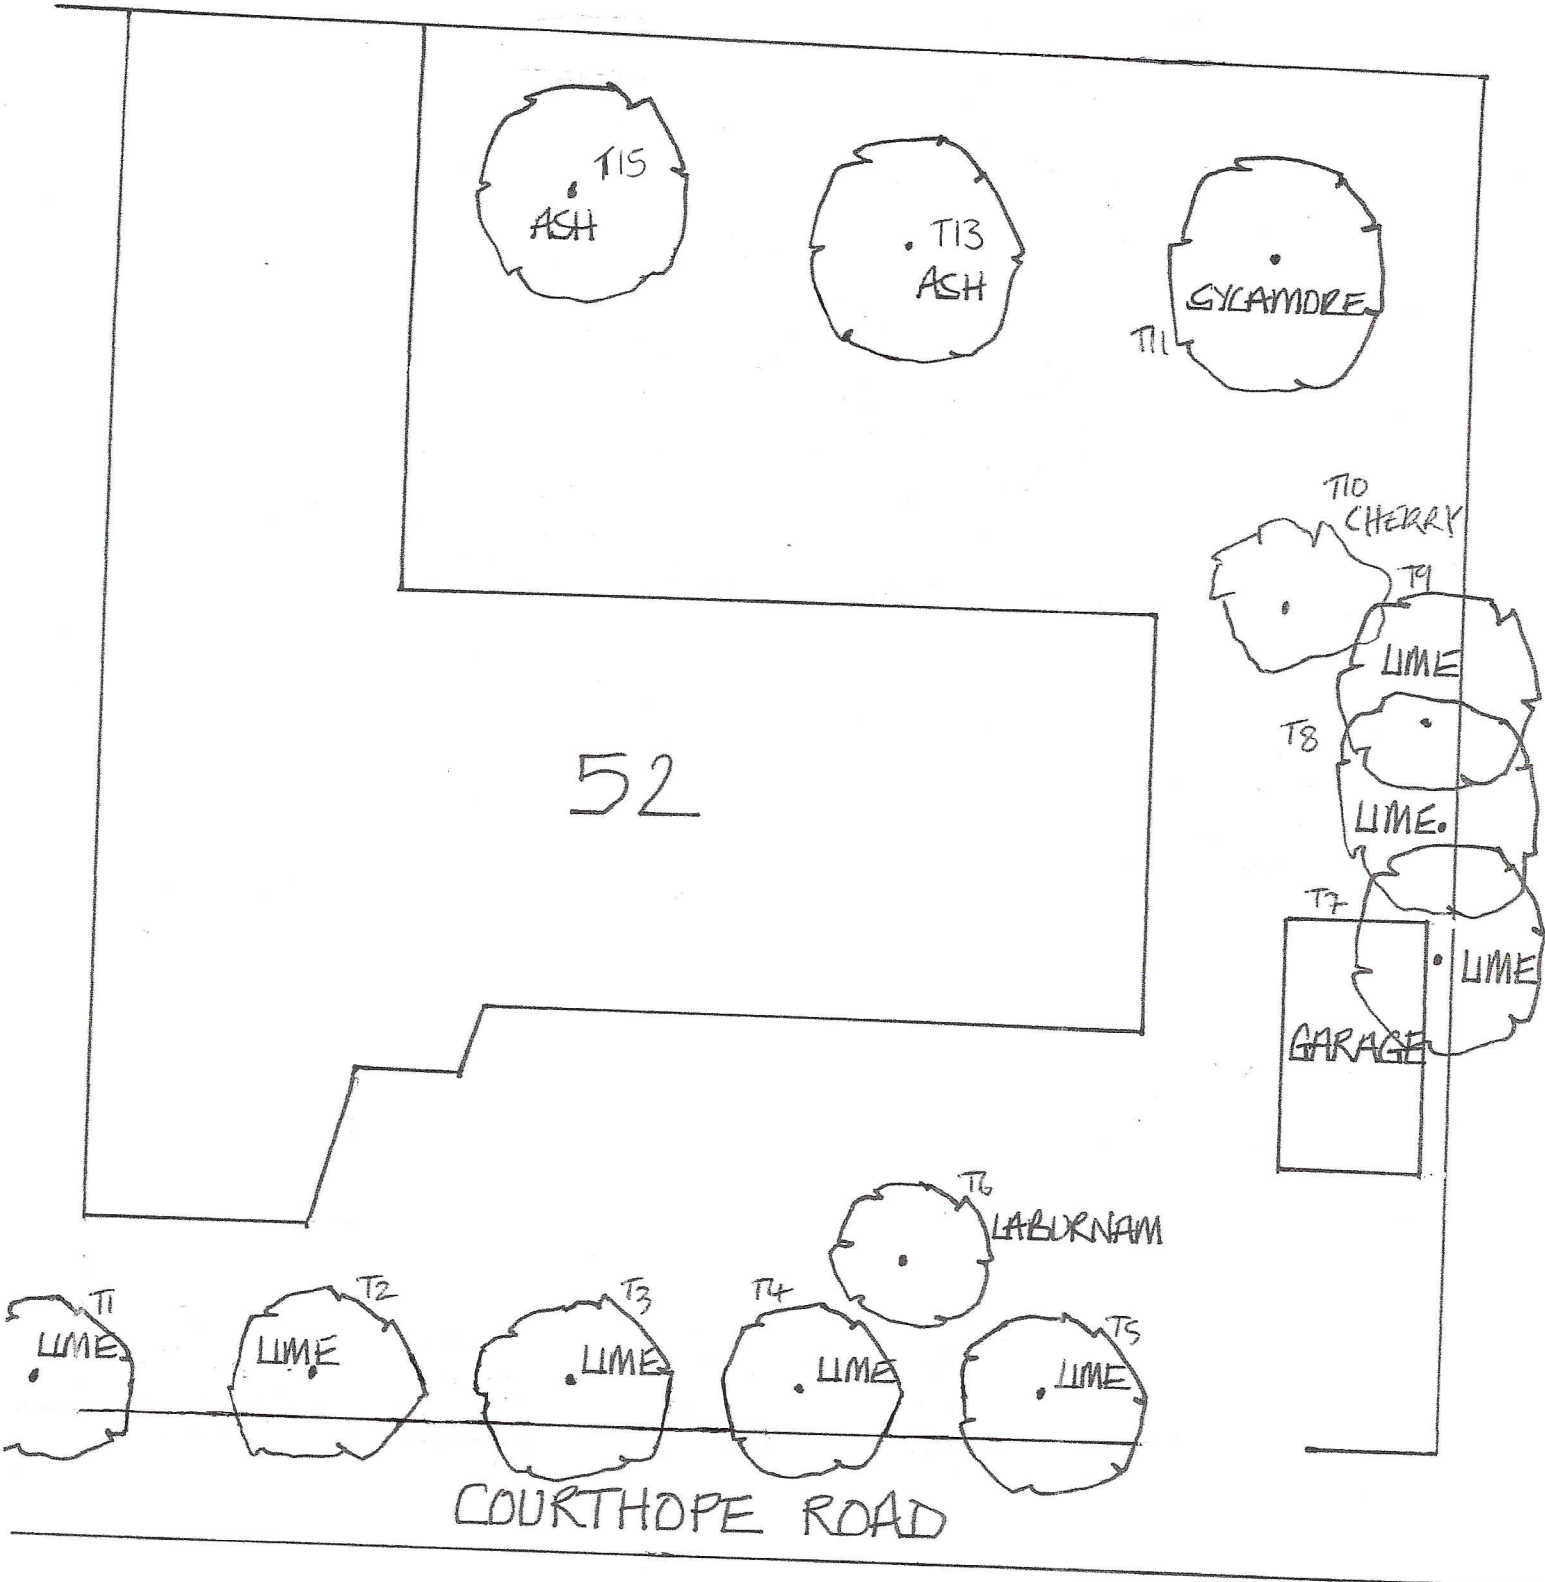 T15
ASH
T13
ASH
SYCAMORE
T11
T10
CHERRY
T9
LIME
T8
LIME
52
T7
LIME
GARAGE
T6
LABURNAM
T1
LIME
T2
LIME
T3
LIME
T4
LIME
T5
LIME
COURTHOPE ROAD